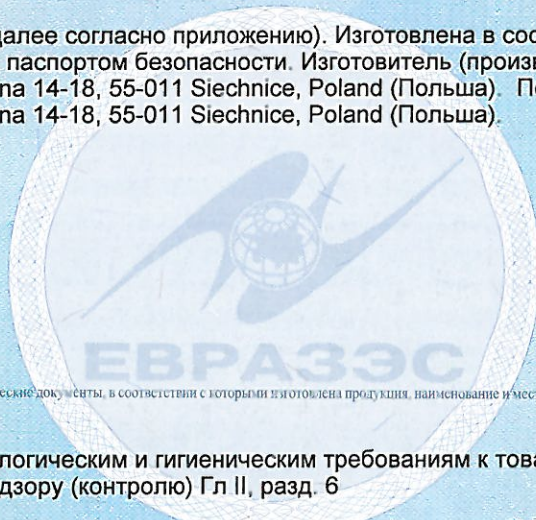 далее согласно приложению). Изготовлена в соо
паспортом безопасности. Изготовитель (произв
na 14-18, 55-011 Siechnice, Poland (Польша). П
na 14-18, 55-011 Siechnice, Poland (Польша).
ЕВРАЗЭС
еские документы, в соответствии с которыми изготовлена продукция, наименование и мес
логическим и гигиеническим требованиям к това
дзору (контролю) Гл II, разд. 6